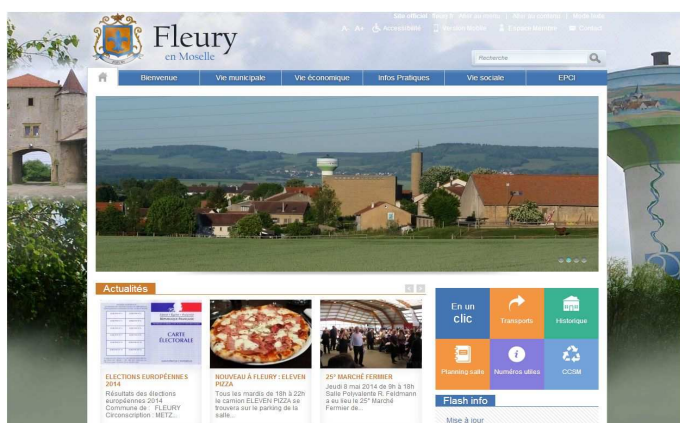 Fleury
en Moselle
Site officiel
A- A+ Accessibilité
Contact
Recherche
Bienvenue Vie municipale Vie économique Infos Pratiques Vie sociale EPCI
Actualités
CARTE
ÉLECTORALE
ELECTIONS EUROPÉENNES
2014
Résultats des élections
européennes 2014
Commune de : FLEURY
Circonscription : METZ...
NOUVEAU À FLEURY : ELEVEN
PIZZA
Tous les mardis de 18h à 22h
le camion ELEVEN PIZZA se
trouvera sur le parking de la
salle...
25° MARCHÉ FERMIER
Jeudi 8 mai 2014 de 9h à 18h
Salle Polyvalente R. Feldmann
a eu lieu le 25° Marché
Fermier de...
En un
clic
Transports
Historique
Planning salle
Numéros utiles
CCSM
Flash info
Mise à jour